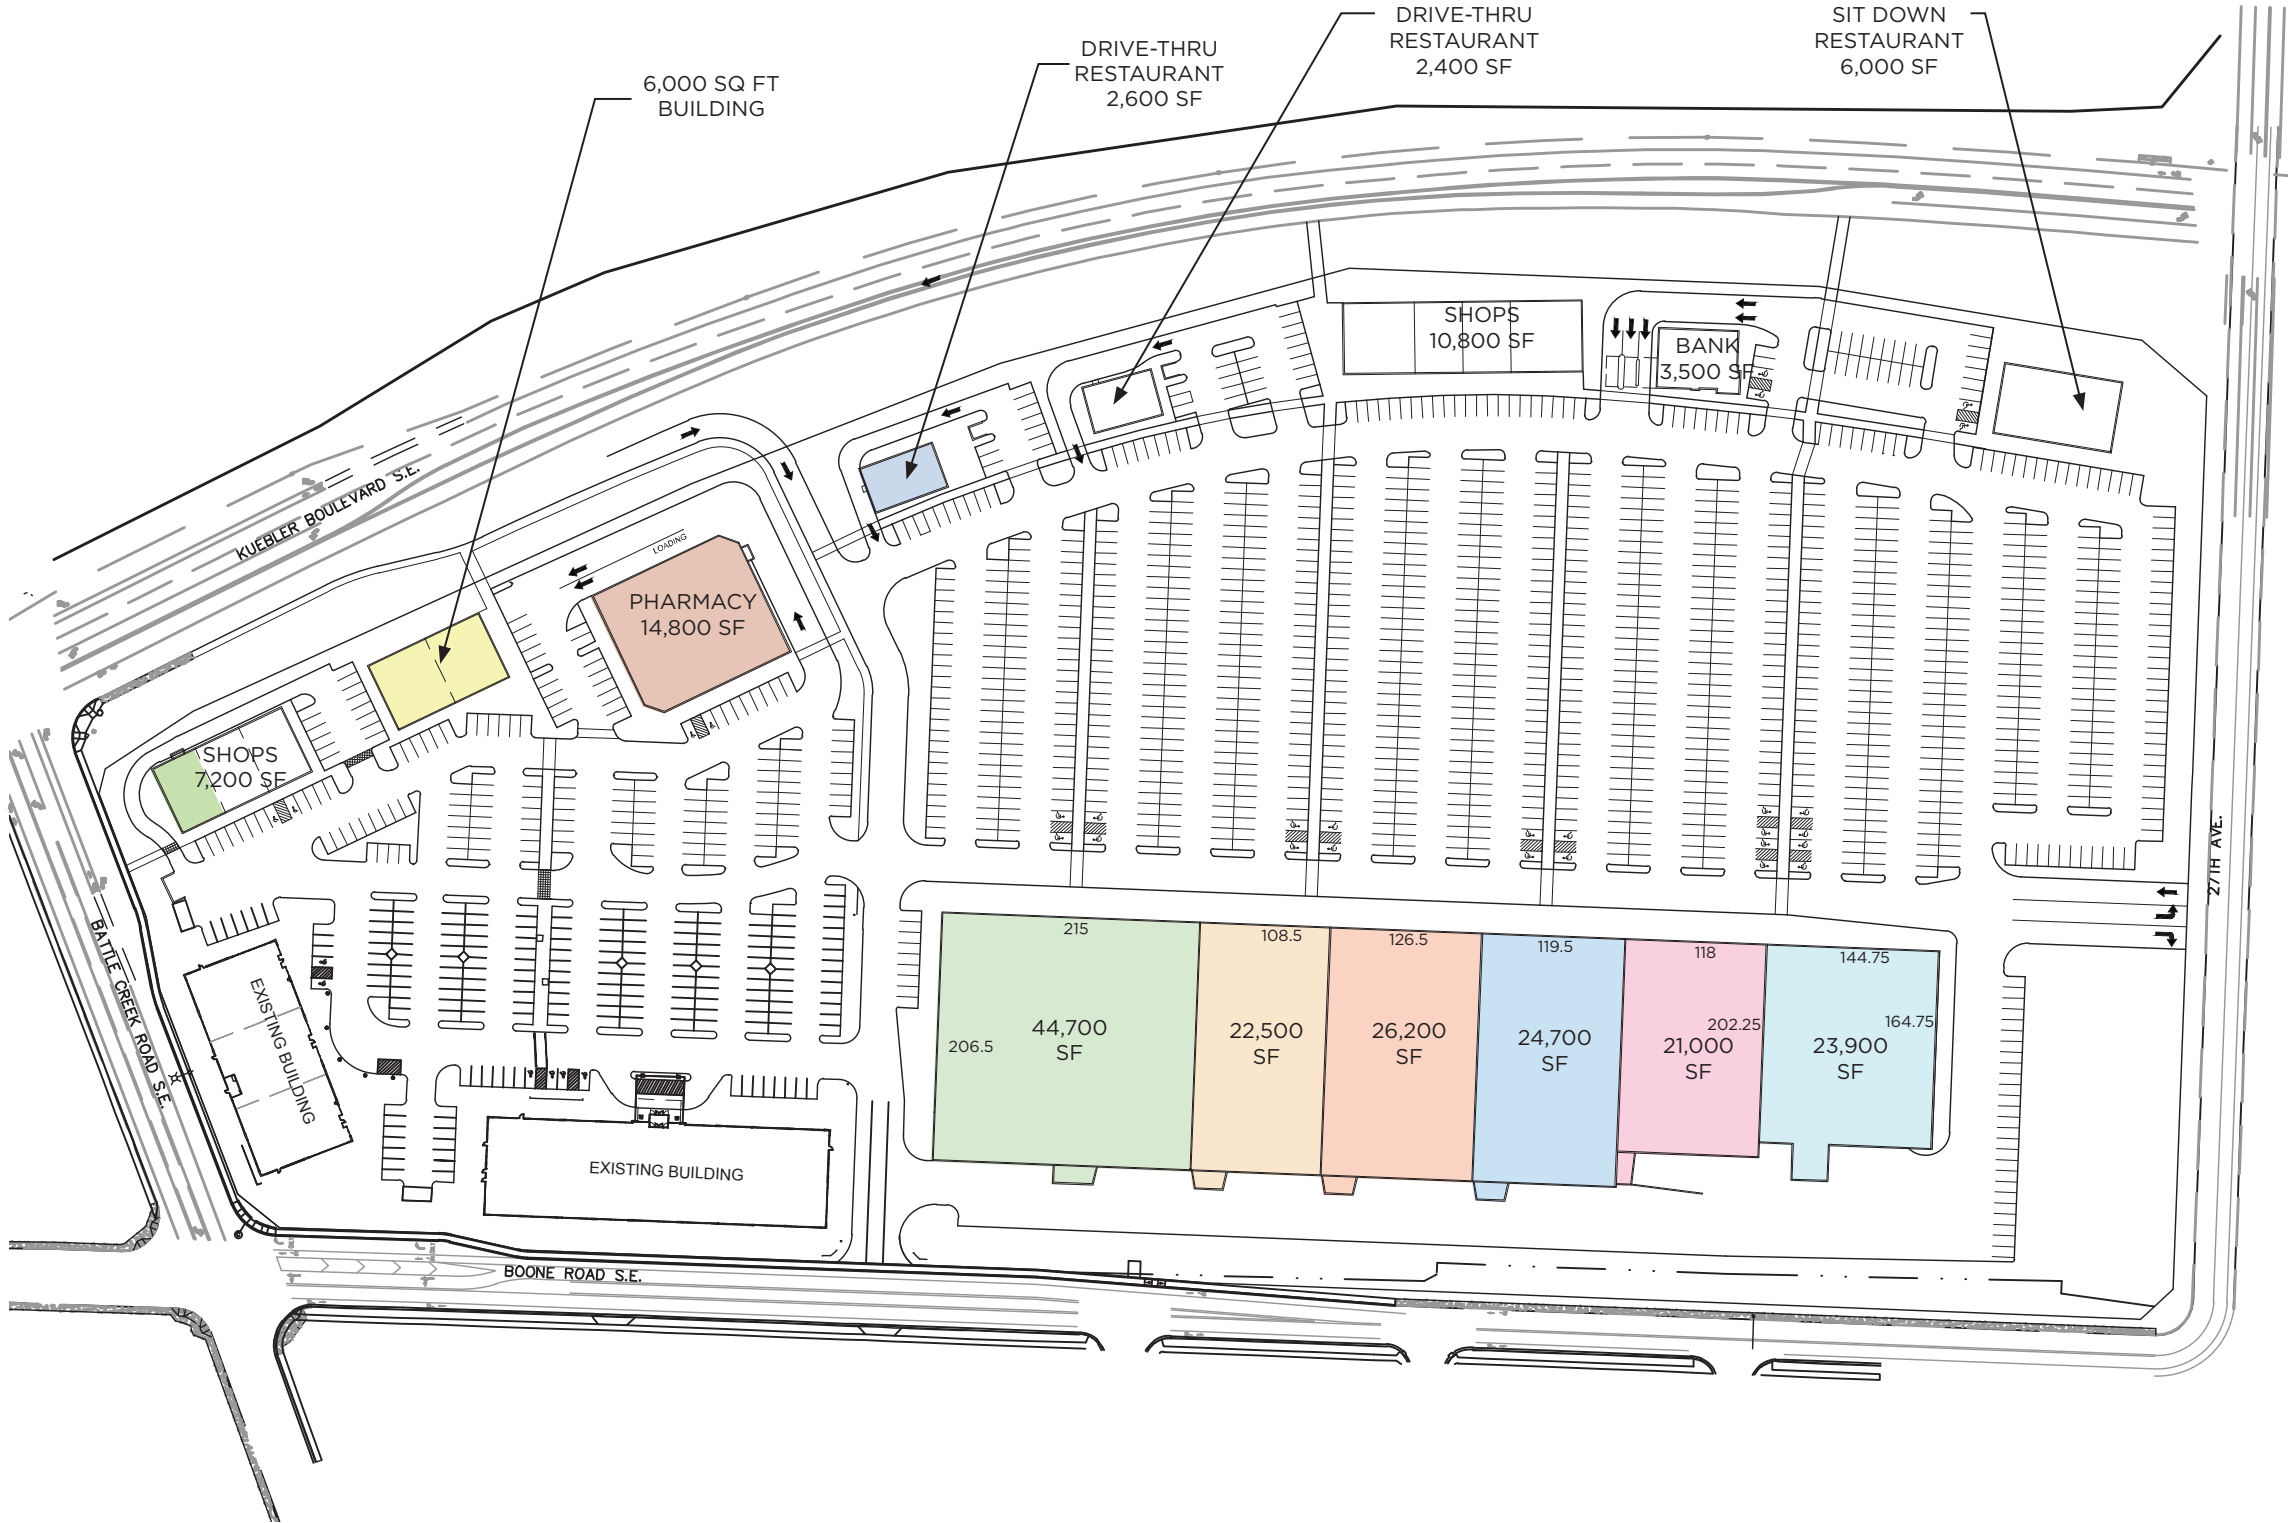 DRIVE-THRU
RESTAURANT
2,400 SF
SIT DOWN
RESTAURANT
6,000 SF
DRIVE-THRU
RESTAURANT
2,600 SF
6,000 SQ FT
BUILDING
SHOPS
10,800 SF
BANK
3,500 SF
KUEBLER BOULEVARD S.E.
LOADING
PHARMACY
14,800 SF
SHOPS
7,200 SF
27TH AVE.
BATTLE CREEK ROAD S.E.
EXISTING BUILDING
215
108.5
126.5
119.5
118
144.75
206.5
44,700
SF
22,500
SF
26,200
SF
24,700
SF
202.25
21,000
SF
164.75
23,900
SF
EXISTING BUILDING
BOONE ROAD S.E.